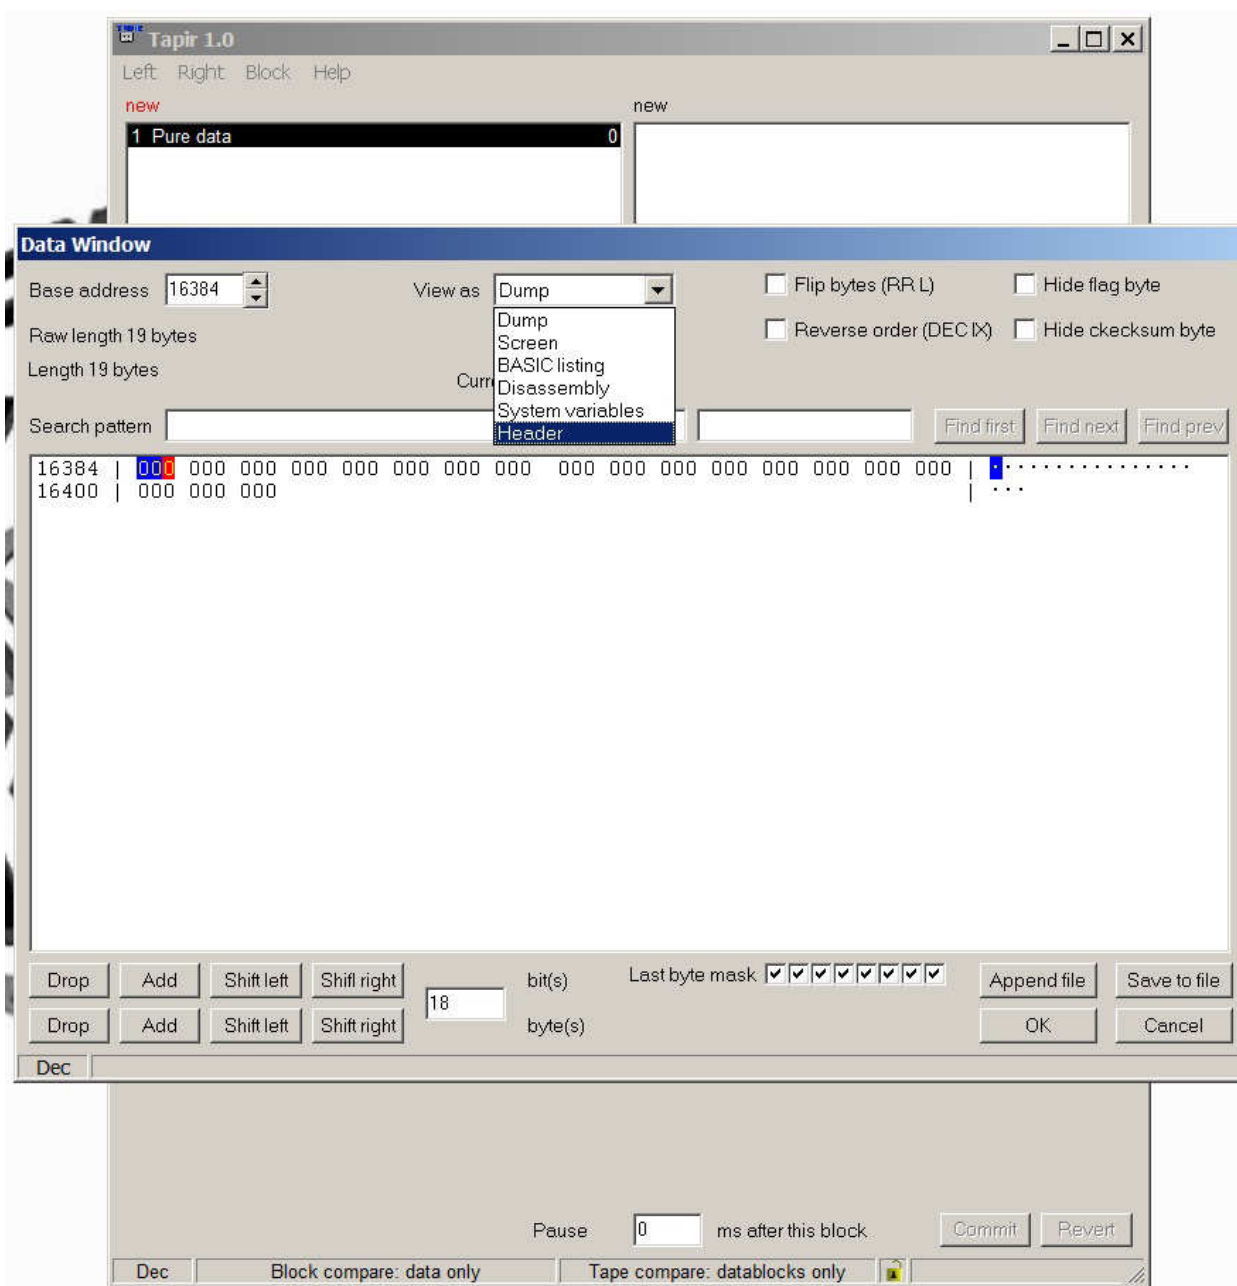 Tapir 1.0
Left Right Block Help
new new
1 Pure data 0
Data Window
Base address 16384 View as Dump Flip bytes (RR L) Hide flag byte
Dump
Raw length 19 bytes Screen Reverse order (DEC IX) Hide ckecksum byte
BASIC listing
Length 19 bytes Disassembly
System variables
Search pattern Header Find first Find next Find prev
16384 | 000 000 000 000 000 000 000 000 000 000 000 000 000 000 000 000 | ················
16400 | 000 000 000 | ···
Drop Add Shift left Shifl right 18 bit(s) Last byte mask Append file Save to file
Drop Add Shift left Shift right byte(s) OK Cancel
Dec
Pause 0 ms after this block Commit Revert
Dec Block compare: data only Tape compare: datablocks only